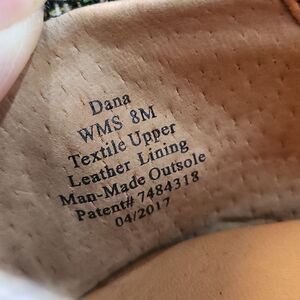 Dana
WMS 8M
Textile Upper
Leather Lining
Man-Made Outsole
Patent# 7484318
04/2017